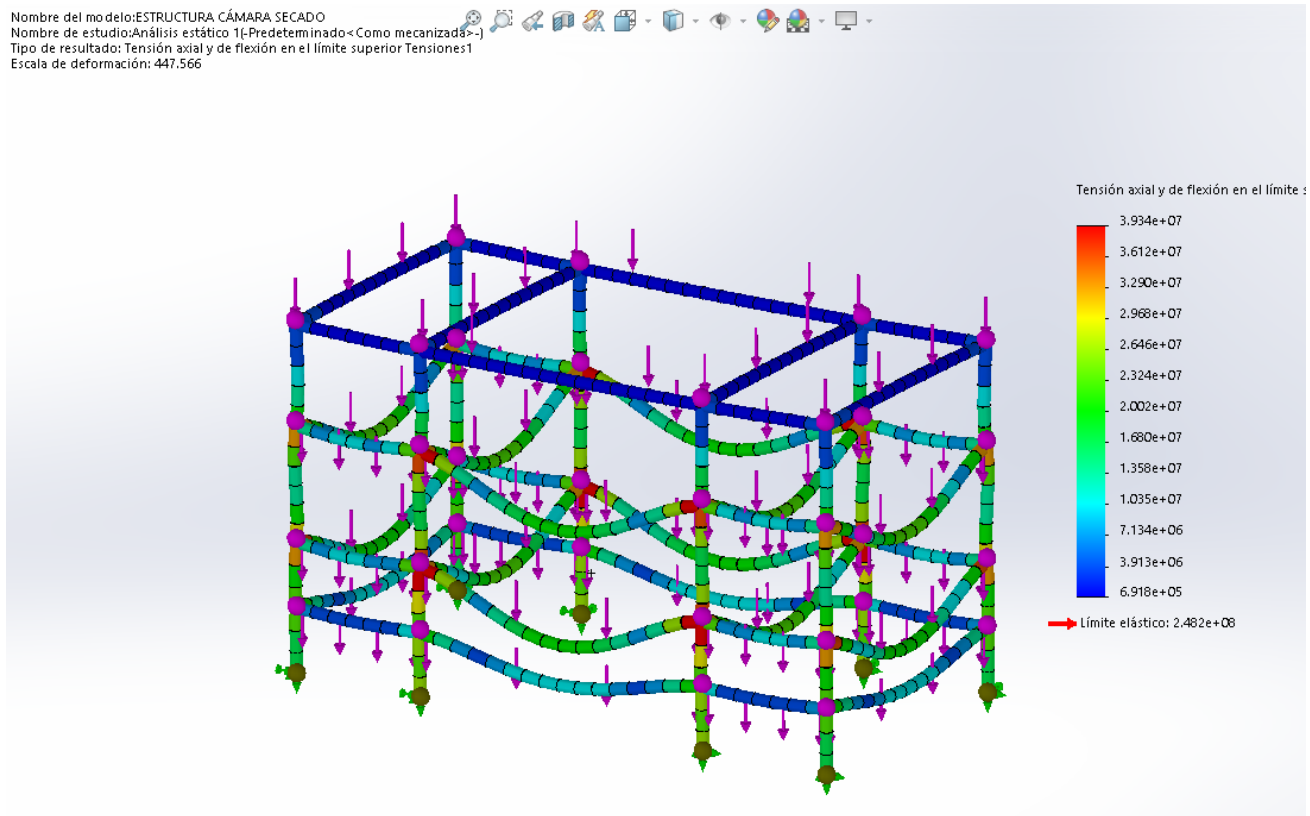 Nombre del modelo:ESTRUCTURA CÁMARA SECADO
Nombre de estudio:Análisis estático 1(-Predeterminado<Como mecanizada>-)
Tipo de resultado: Tensión axial y de flexión en el límite superior Tensiones1
Escala de deformación: 447.566
Tensión axial y de flexión en el límite s
3.934e+07
3.612e+07
3.290e+07
2.968e+07
2.646e+07
2.324e+07
2.002e+07
1.680e+07
1.358e+07
1.035e+07
7.134e+06
3.913e+06
6.918e+05
Límite elástico: 2.482e+08